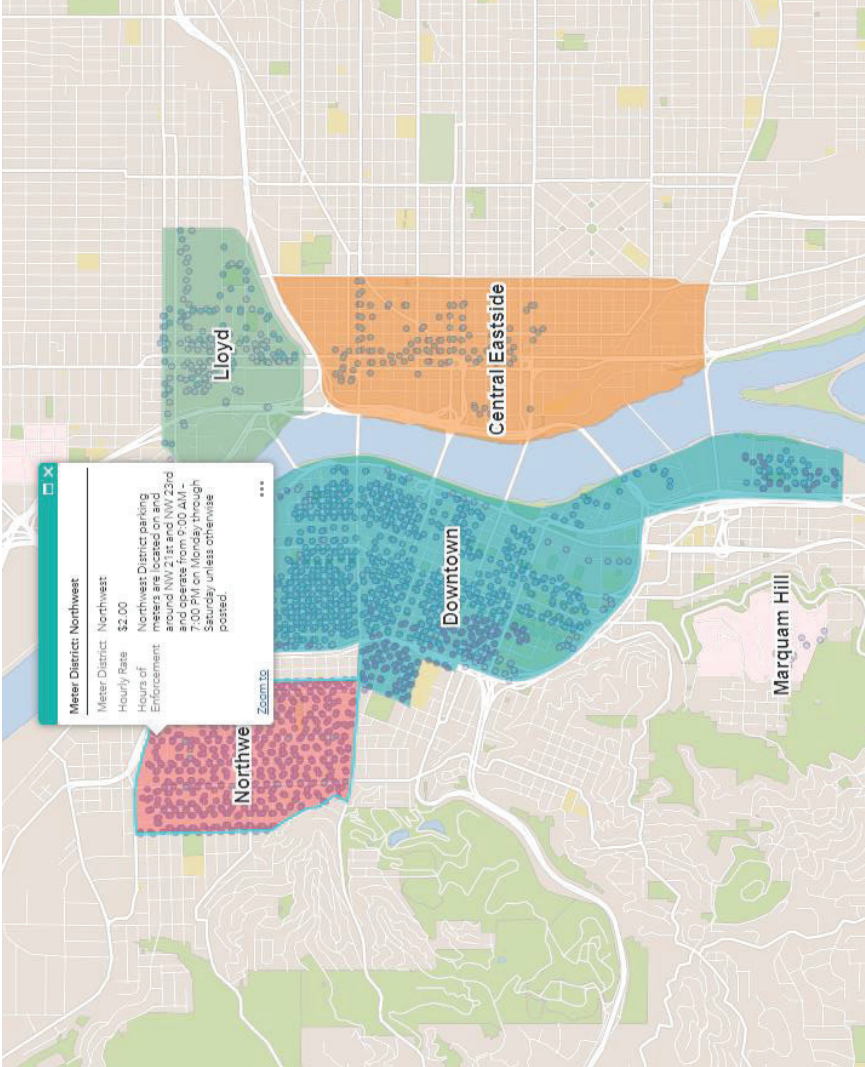 Meter District: Northwest
Meter District Northwest
Hourly Rate $2.00
Hours of Enforcement
Northwest District parking
meters are located on and
around NW 21st and NW 23rd
and operate from 9:00 AM -
7:00 PM on Monday through
Saturday unless otherwise
posted.
Zoom to
Northwe
Lloyd
Downtown
Central Eastside
Marquam Hill